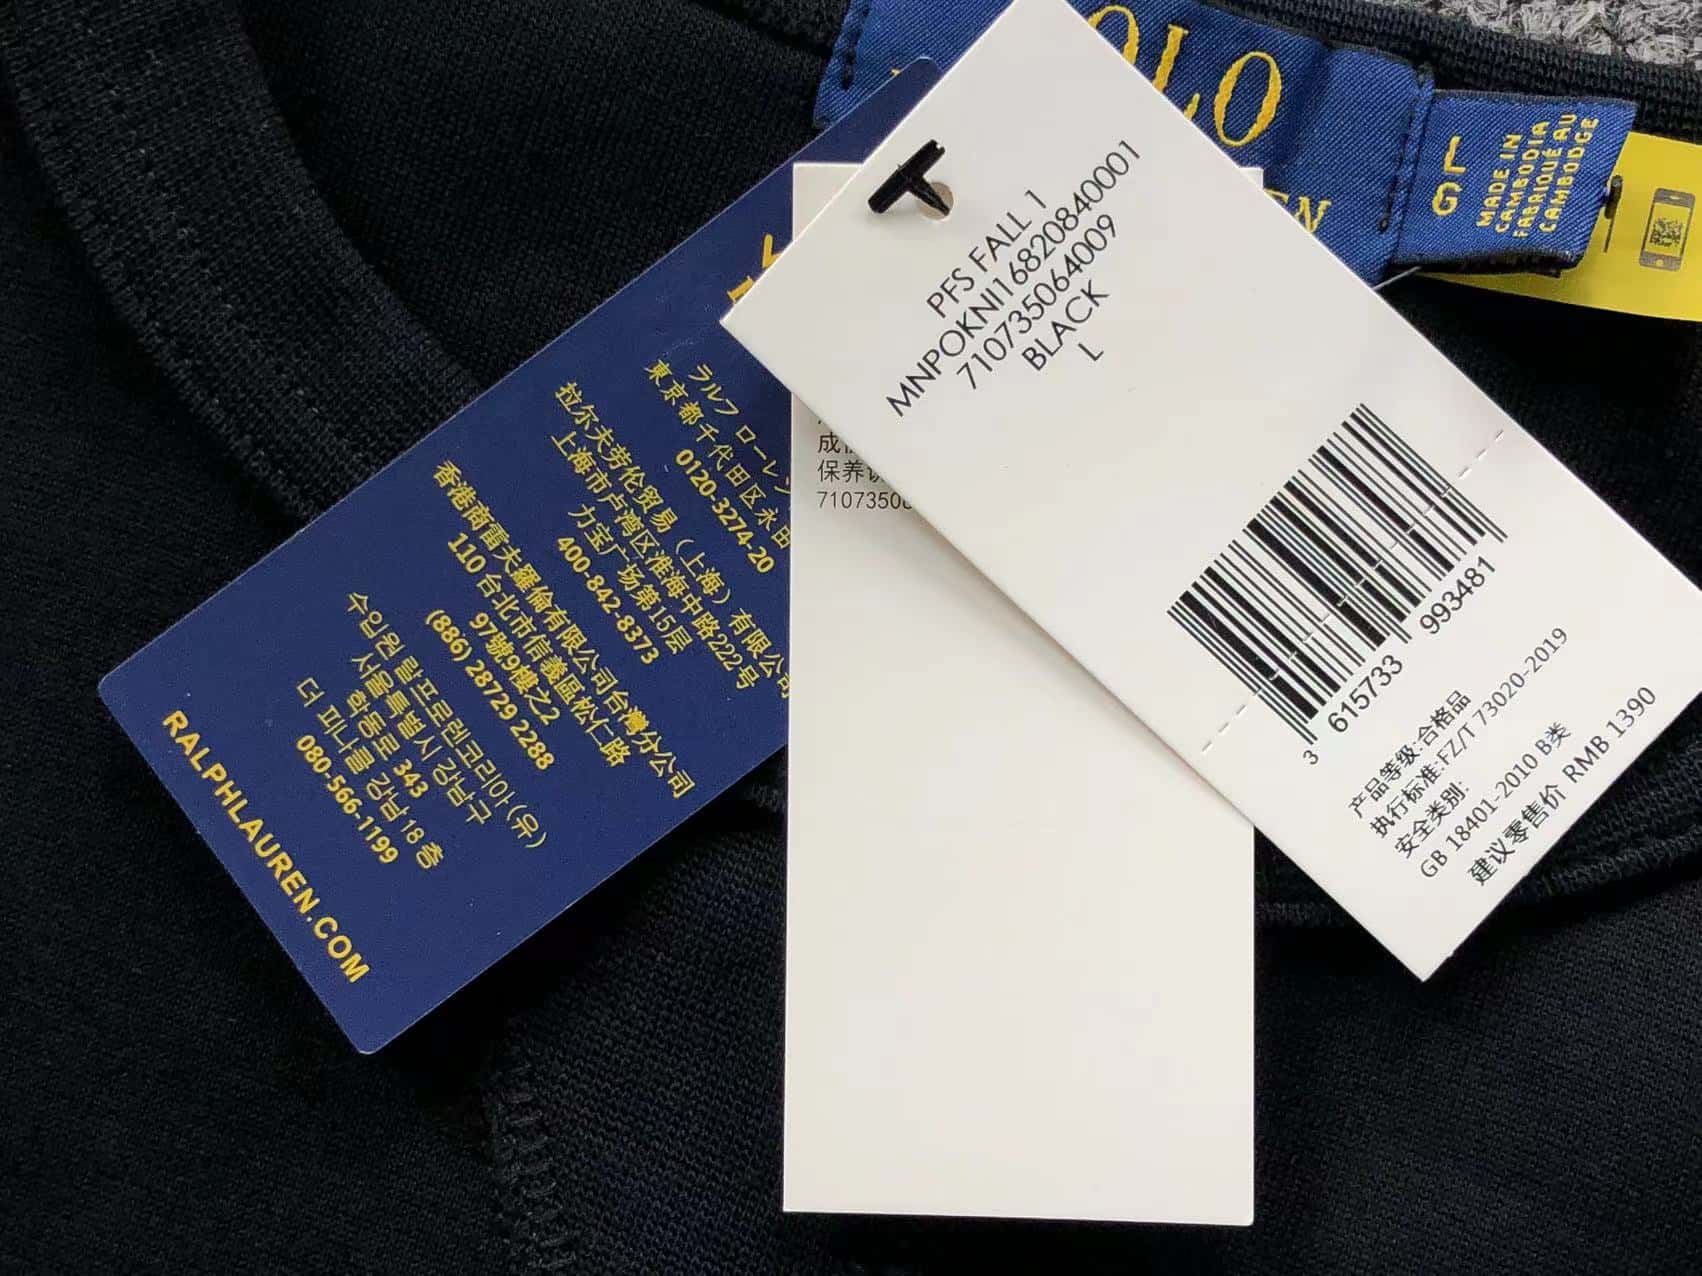 OLO
EN
L
G
MADE IN
CAMBODIA
FABRIQUÉ AU
CAMBODGE
PFS FALL 1
MNPOKNI16820840001
710735064009
BLACK
L
3 615733 993481
产品等级:合格品
执行标准:FZ/T 73020-2019
安全类别:
GB 18401-2010 B类
建议零售价 RMB 1390
成
保养
7107350
ラルフ ローレン
東京都千代田区永田
0120-3274-20
拉尔夫劳伦贸易（上海）有限公司
上海市卢湾区淮海中路222号
力宝广场第15层
400-842-8373
香港商雷夫羅倫有限公司台灣分公司
110 台北市信義區松仁路
97號9樓之2
(886) 28729 2288
수입원 랄프로렌코리아(유)
서울특별시 강남구
학동로 343
더 피나클 강남 18 층
080-566-1199
RALPHLAUREN.COM